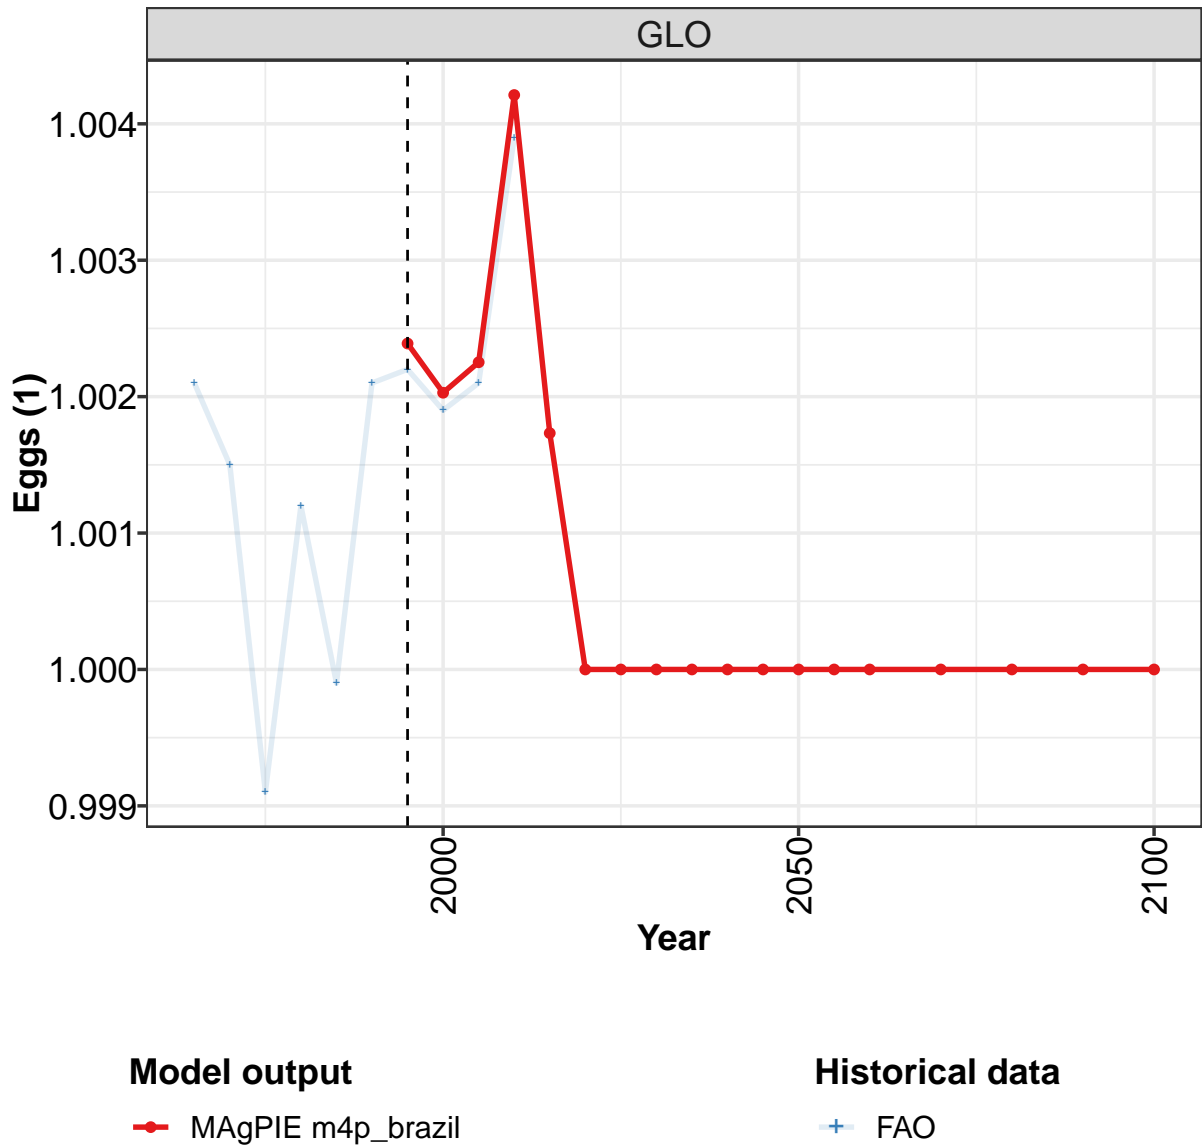 GLO
1.004
1.003
1.002
1.001
1.000
0.999
Eggs (1)
2000
2050
2100
Year
Model output
MAgPIE m4p_brazil
Historical data
FAO